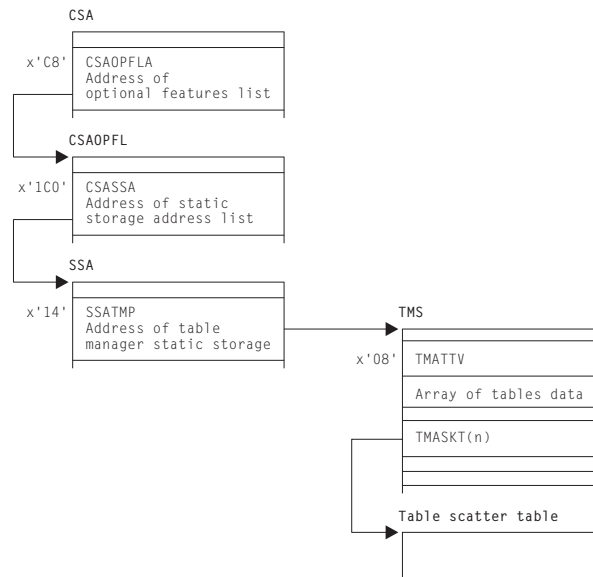 CSA
x'C8'
CSAOPFLA
Address of
optional features list
CSAOPFL
x'1C0'
CSASSA
Address of static
storage address list
SSA
x'14'
SSATMP
Address of table
manager static storage
TMS
x'08'
TMATTV
Array of tables data
TMASKT(n)
Table scatter table